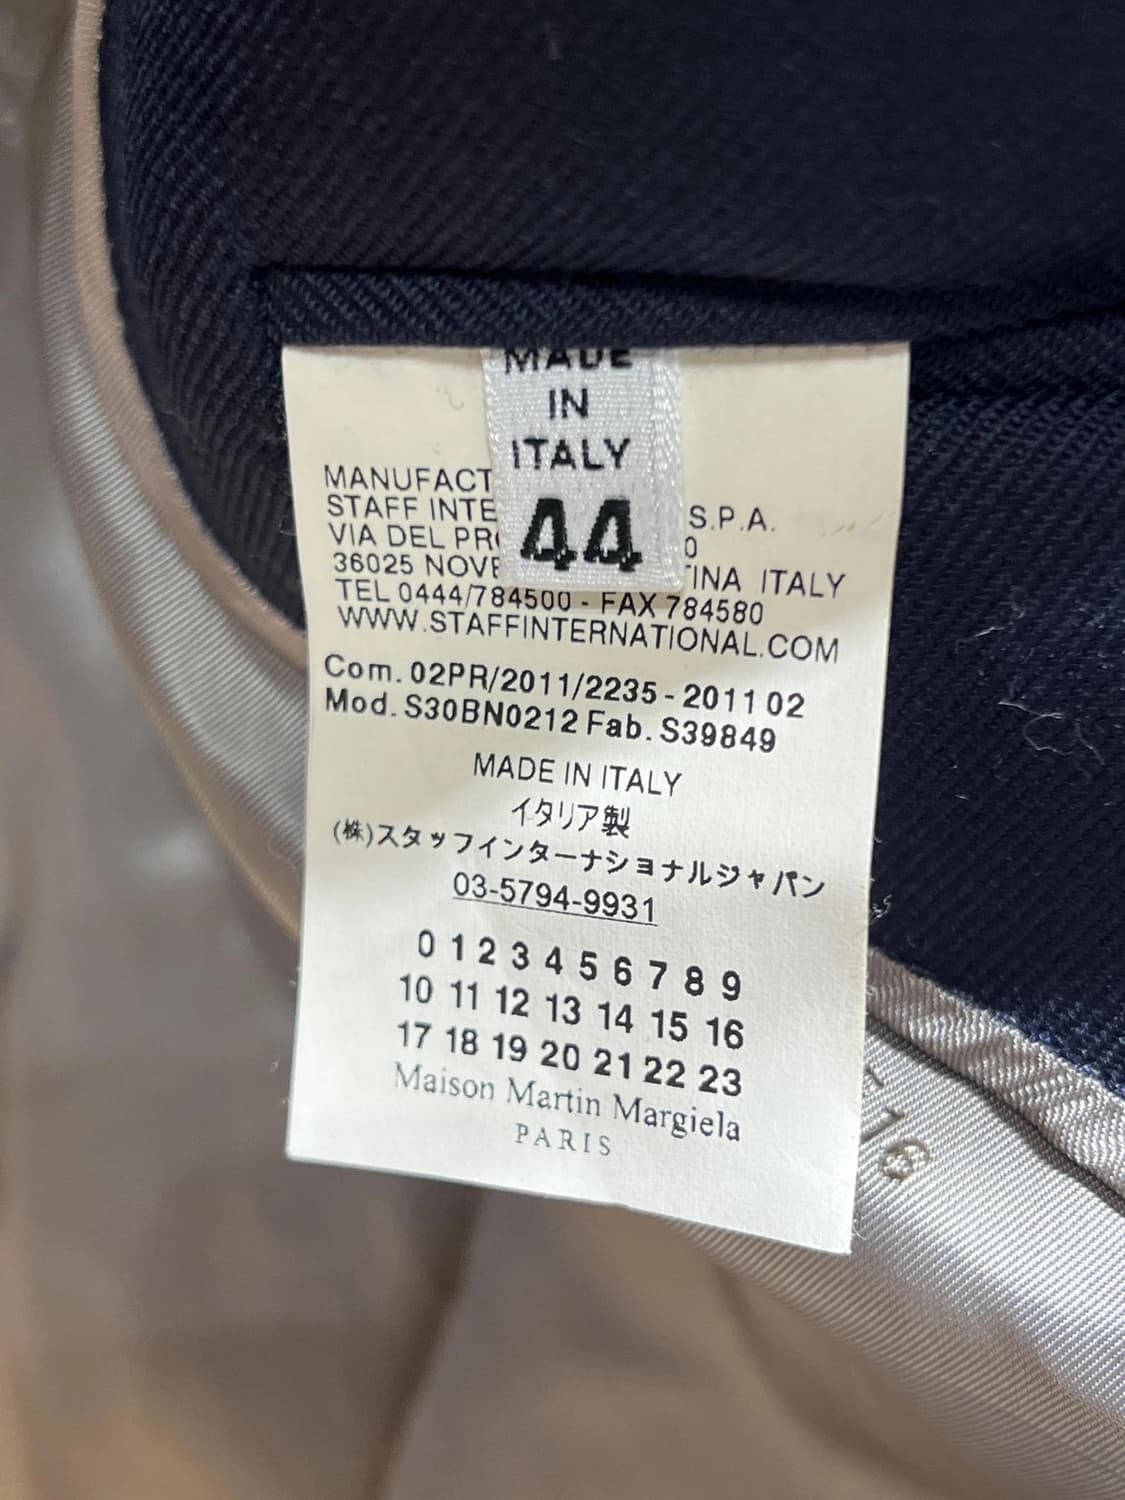 MADE
IN
ITALY
44
MANUFACT
STAFF INTE S.P.A.
VIA DEL PR 0
36025 NOVE TINA ITALY
TEL 0444/784500 - FAX 784580
WWW.STAFFINTERNATIONAL.COM
Com. 02PR/2011/2235 - 2011 02
Mod. S30BN0212 Fab. S39849
MADE IN ITALY
イタリア製
(株)スタッフインターナショナルジャパン
03-5794-9931
0 1 2 3 4 5 6 7 8 9
10 11 12 13 14 15 16
17 18 19 20 21 22 23
Maison Martin Margiela
PARIS